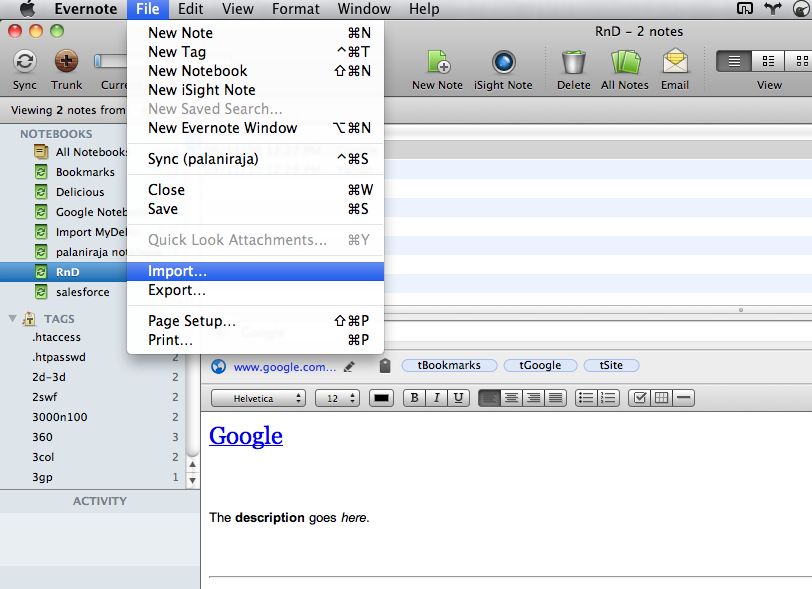 Evernote File Edit View Format Window Help
RnD – 2 notes
Sync Trunk Curre New Note iSight Note Delete All Notes Email View
Viewing 2 notes from
New Note ⌘N
New Tag ^⌘T
New Notebook ⇧⌘N
New iSight Note
New Saved Search...
New Evernote Window ⌥⌘N
Sync (palaniraja) ^⌘S
Close ⌘W
Save ⌘S
Quick Look Attachments... ⌘Y
Import...
Export...
Page Setup... ⇧⌘P
Print... ⌘P
NOTEBOOKS
All Notebooks
Bookmarks
Delicious
Google Noteb
Import MyDel
palaniraja not
RnD
salesforce
TAGS
.htaccess
.htpasswd 2
2d-3d 2
2swf 2
3000n100 2
360 3
3col 2
3gp 1
ACTIVITY
www.google.com... tBookmarks tGoogle tSite
Helvetica 12 B I U
Google
The description goes here.